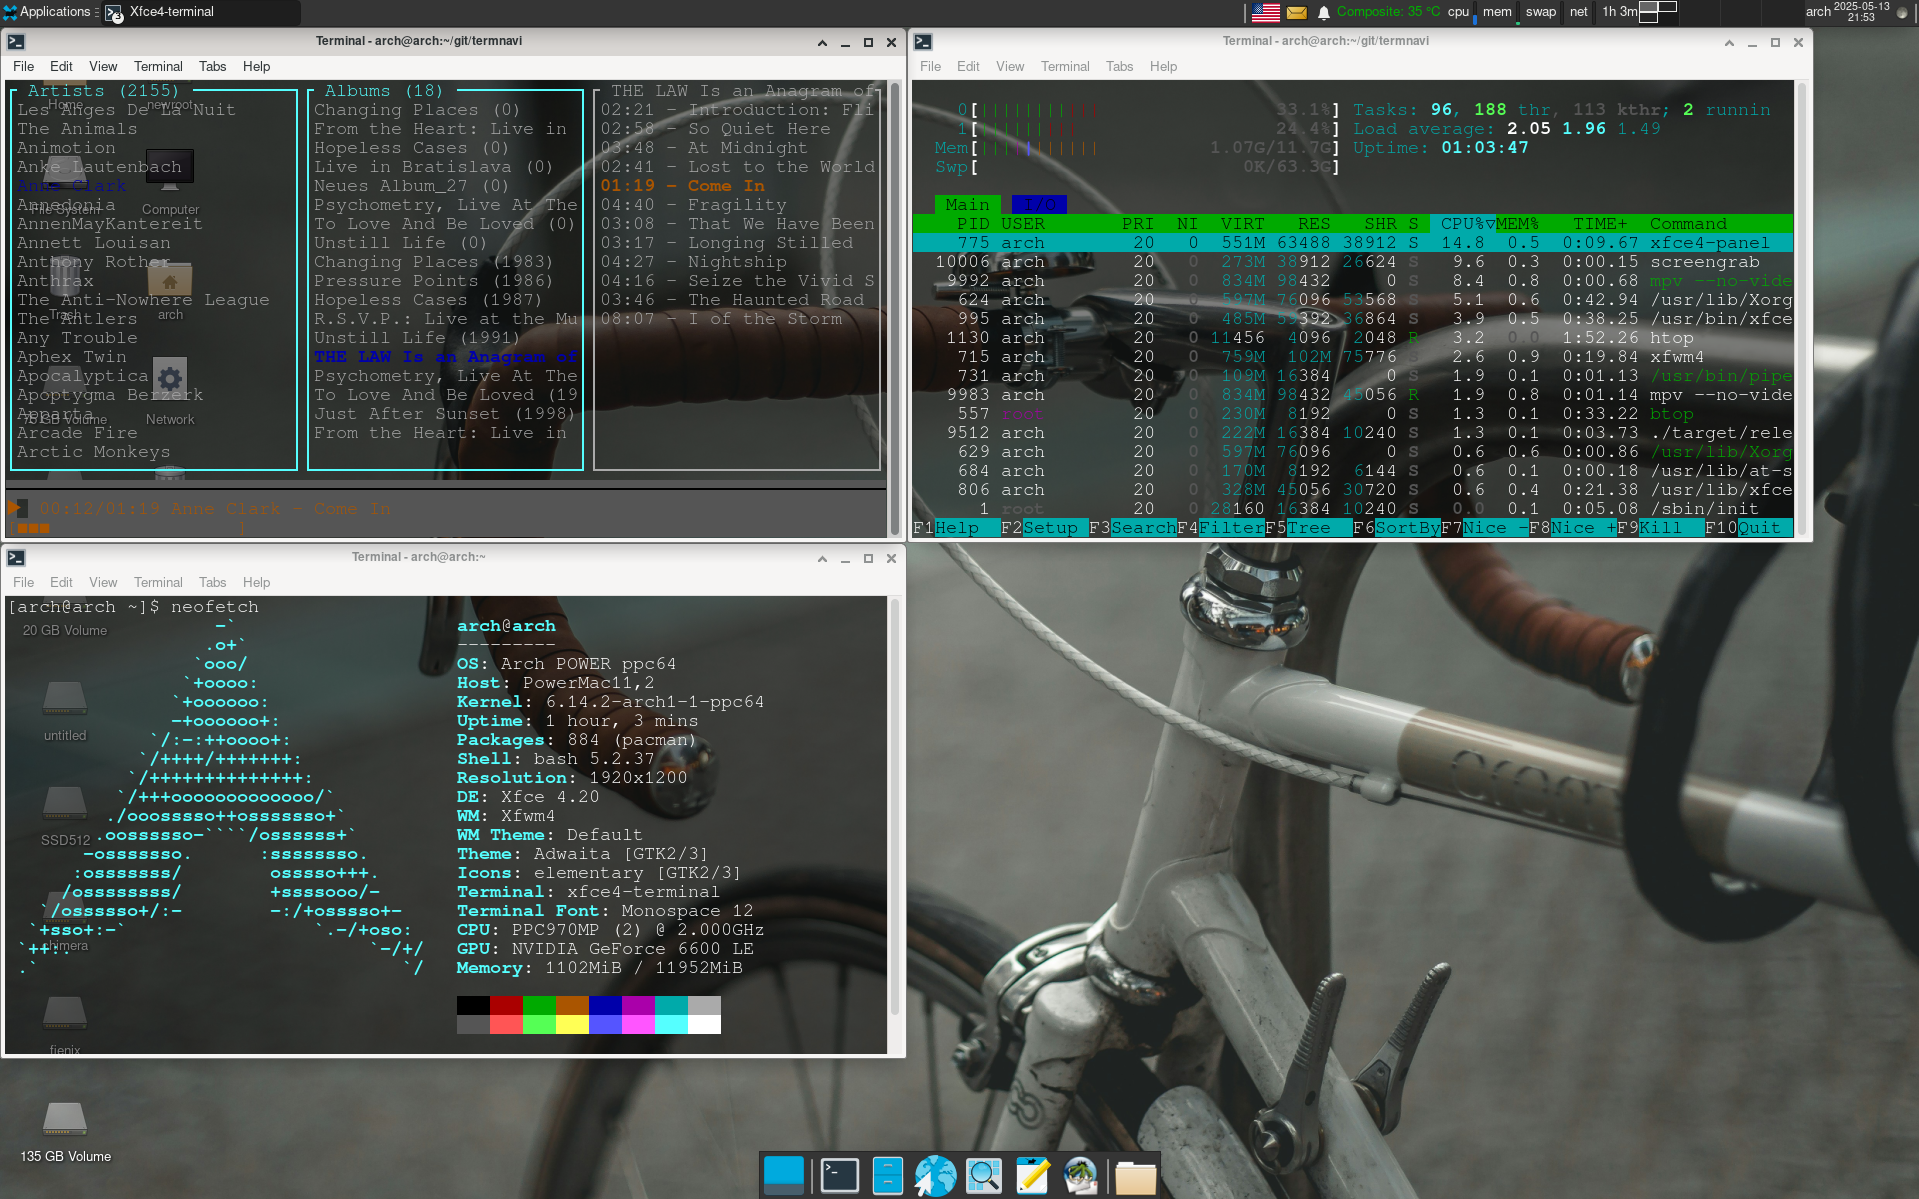 Applications
Xfce4-terminal
Composite: 35 °C cpu mem swap net 1h 3m arch 2025-05-13
21:53
Terminal - arch@arch:~/git/termnavi
File Edit View Terminal Tabs Help
Artists (2155)
Les Anges De La Nuit
The Animals
Animotion
Anke Lautenbach
Anne Clark
Annedonia
AnnenMayKantereit
Annett Louisan
Anthony Rother
Anthrax
The Anti-Nowhere League
The Antlers
Any Trouble
Aphex Twin
Apocalyptica
Apoptygma Berzerk
Apparta
Arcade Fire
Arctic Monkeys
Albums (18)
Changing Places (0)
From the Heart: Live in
Hopeless Cases (0)
Live in Bratislava (0)
Neues Album_27 (0)
Psychometry, Live At The
To Love And Be Loved (0)
Unstill Life (0)
Changing Places (1983)
Pressure Points (1986)
Hopeless Cases (1987)
R.S.V.P.: Live at the Mu
Unstill Life (1991)
THE LAW Is an Anagram of
Psychometry, Live At The
To Love And Be Loved (19
Just After Sunset (1998)
From the Heart: Live in
THE LAW Is an Anagram of
02:21 - Introduction: Fli
02:58 - So Quiet Here
03:48 - At Midnight
02:41 - Lost to the World
01:19 - Come In
04:40 - Fragility
03:08 - That We Have Been
03:17 - Longing Stilled
04:27 - Nightship
04:16 - Seize the Vivid S
03:46 - The Haunted Road
08:07 - I of the Storm
00:12/01:19 Anne Clark - Come In
Home
newroot
File System
Computer
Trash
arch
75 GB Volume
Network
Terminal - arch@arch:~/git/termnavi
File Edit View Terminal Tabs Help
0[ 33.1%] Tasks: 96, 188 thr, 113 kthr; 2 runnin
1[ 24.4%] Load average: 2.05 1.96 1.49
Mem[ 1.07G/11.7G] Uptime: 01:03:47
Swp[ 0K/63.3G]
Main I/O
PID USER PRI NI VIRT RES SHR S CPU%▽MEM% TIME+ Command
775 arch 20 0 551M 63488 38912 S 14.8 0.5 0:09.67 xfce4-panel
10006 arch 20 0 273M 38912 26624 S 9.6 0.3 0:00.15 screengrab
9992 arch 20 0 834M 98432 0 S 8.4 0.8 0:00.68 mpv --no-vide
624 arch 20 0 597M 76096 53568 S 5.1 0.6 0:42.94 /usr/lib/Xorg
995 arch 20 0 485M 59392 36864 S 3.9 0.5 0:38.25 /usr/bin/xfce
1130 arch 20 0 11456 4096 2048 R 3.2 0.0 1:52.26 htop
715 arch 20 0 759M 102M 75776 S 2.6 0.9 0:19.84 xfwm4
731 arch 20 0 109M 16384 0 S 1.9 0.1 0:01.13 /usr/bin/pipe
9983 arch 20 0 834M 98432 45056 R 1.9 0.8 0:01.14 mpv --no-vide
557 root 20 0 230M 8192 0 S 1.3 0.1 0:33.22 btop
9512 arch 20 0 222M 16384 10240 S 1.3 0.1 0:03.73 ./target/rele
629 arch 20 0 597M 76096 0 S 0.6 0.6 0:00.86 /usr/lib/Xorg
684 arch 20 0 170M 8192 6144 S 0.6 0.1 0:00.18 /usr/lib/at-s
806 arch 20 0 328M 45056 30720 S 0.6 0.4 0:21.38 /usr/lib/xfce
1 root 20 0 28160 16384 10240 S 0.0 0.1 0:05.08 /sbin/init
F1Help F2Setup F3SearchF4FilterF5Tree F6SortByF7Nice -F8Nice +F9Kill F10Quit
Terminal - arch@arch:~
File Edit View Terminal Tabs Help
[arch@arch ~]$ neofetch
arch@arch
---------
OS: Arch POWER ppc64
Host: PowerMac11,2
Kernel: 6.14.2-arch1-1-ppc64
Uptime: 1 hour, 3 mins
Packages: 884 (pacman)
Shell: bash 5.2.37
Resolution: 1920x1200
DE: Xfce 4.20
WM: Xfwm4
WM Theme: Default
Theme: Adwaita [GTK2/3]
Icons: elementary [GTK2/3]
Terminal: xfce4-terminal
Terminal Font: Monospace 12
CPU: PPC970MP (2) @ 2.000GHz
GPU: NVIDIA GeForce 6600 LE
Memory: 1102MiB / 11952MiB
20 GB Volume
untitled
SSD512
fienix
135 GB Volume